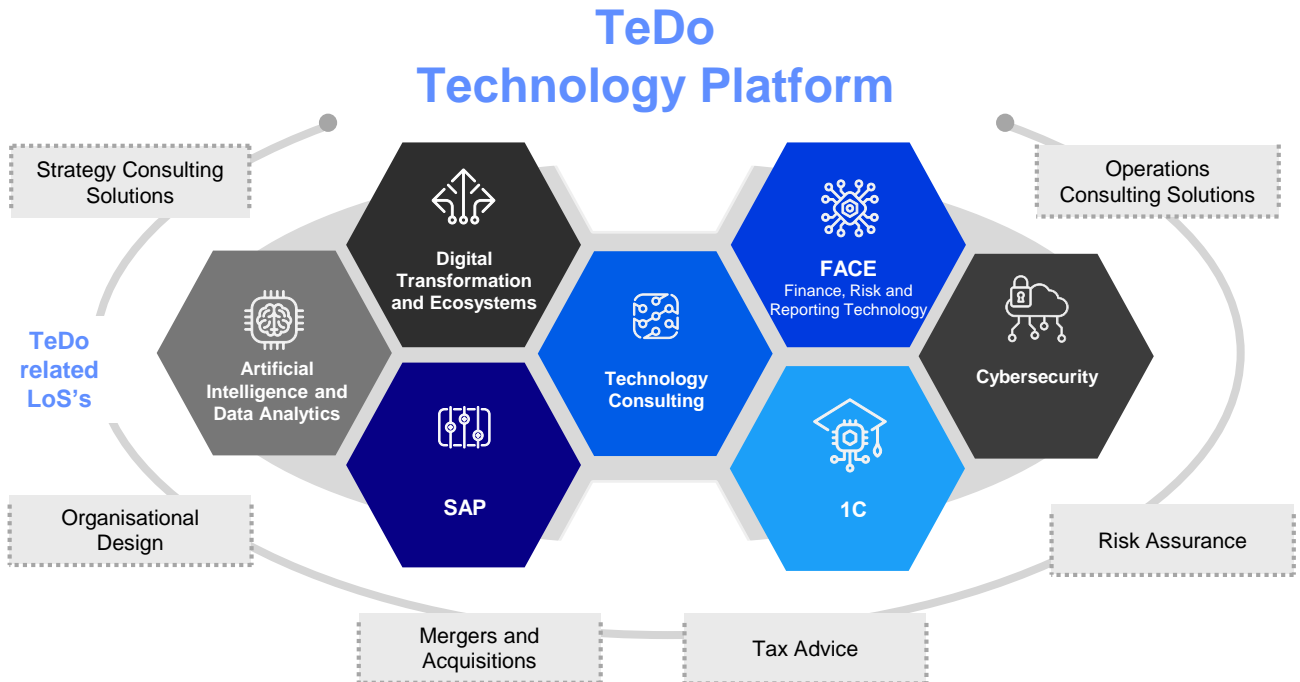 TeDo
Technology Platform
Strategy Consulting
Solutions
Operations
Consulting Solutions
Digital
Transformation
and Ecosystems
FACE
Finance, Risk and
Reporting Technology
TeDo
related
LoS's
Artificial
Intelligence and
Data Analytics
Technology
Consulting
Cybersecurity
SAP
1C
Organisational
Design
Risk Assurance
Mergers and
Acquisitions
Tax Advice